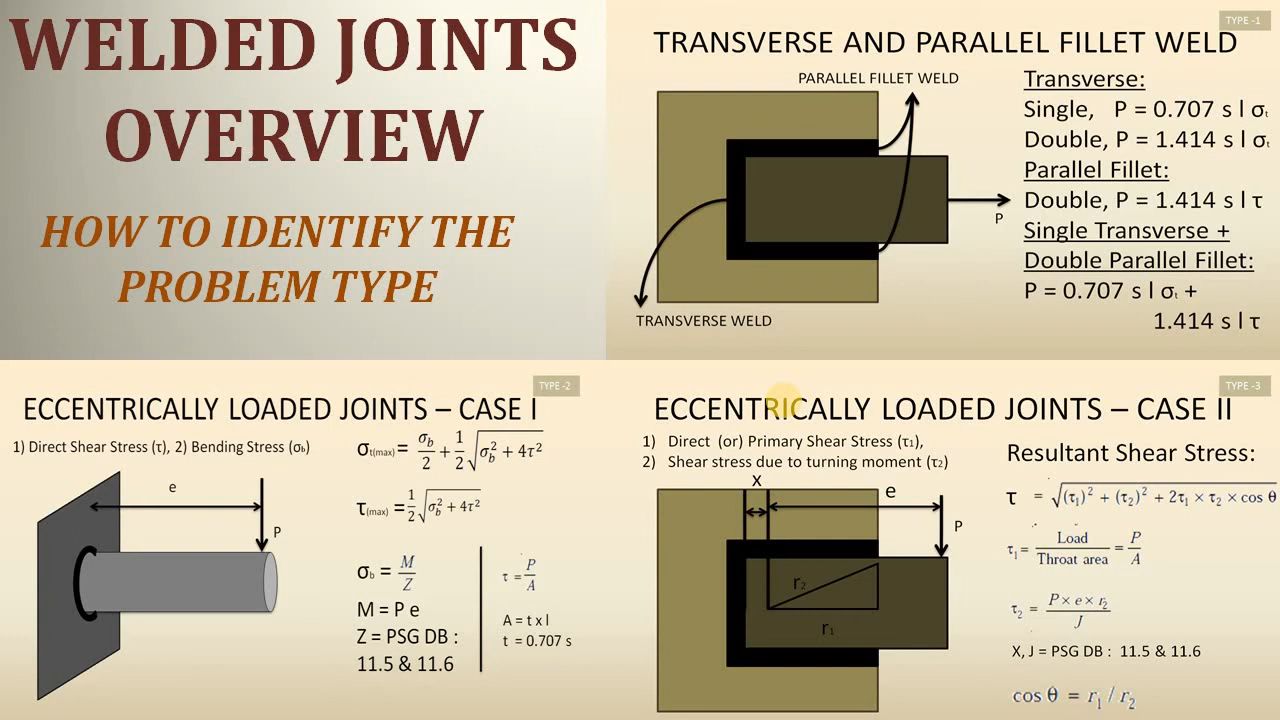 WELDED JOINTS
OVERVIEW
HOW TO IDENTIFY THE
PROBLEM TYPE
TYPE -1
TRANSVERSE AND PARALLEL FILLET WELD
PARALLEL FILLET WELD
P
TRANSVERSE WELD
Transverse:
Single, P = 0.707 s l σₜ
Double, P = 1.414 s l σₜ
Parallel Fillet:
Double, P = 1.414 s l τ
Single Transverse +
Double Parallel Fillet:
P = 0.707 s l σₜ +
1.414 s l τ
TYPE -2
ECCENTRICALLY LOADED JOINTS – CASE I
1) Direct Shear Stress (τ), 2) Bending Stress (σb)
e
P
σt(max) = σb/2 + 1/2 √(σb² + 4τ²)
τ(max) = 1/2 √(σb² + 4τ²)
σb = M/Z
M = P e
Z = PSG DB :
11.5 & 11.6
τ = P/A
A = t x l
t = 0.707 s
TYPE -3
ECCENTRICALLY LOADED JOINTS – CASE II
1) Direct (or) Primary Shear Stress (τ1),
2) Shear stress due to turning moment (τ2)
x
e
P
r2
r1
Resultant Shear Stress:
τ = √((τ1)² + (τ2)² + 2τ1 × τ2 × cos θ
τ1 = Load/Throat area = P/A
τ2 = P × e × r2/J
X, J = PSG DB : 11.5 & 11.6
cos θ = r1 / r2